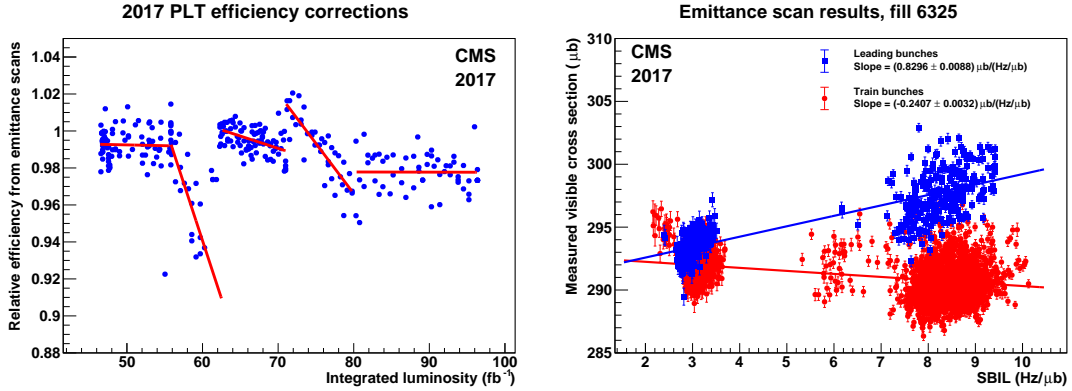 2017 PLT efficiency corrections
Relative efficiency from emittance scans
1.04
1.02
1
0.98
0.96
0.94
0.92
0.9
0.88
CMS
2017
50
60
70
80
90
100
Integrated luminosity (fb⁻¹)
Emittance scan results, fill 6325
Measured visible cross section (μb)
310
305
300
295
290
285
CMS
2017
Leading bunches
Slope = (0.8296 ± 0.0088) μb/(Hz/μb)
Train bunches
Slope = (-0.2407 ± 0.0032) μb/(Hz/μb)
2
3
4
5
6
7
8
9
10
SBIL (Hz/μb)